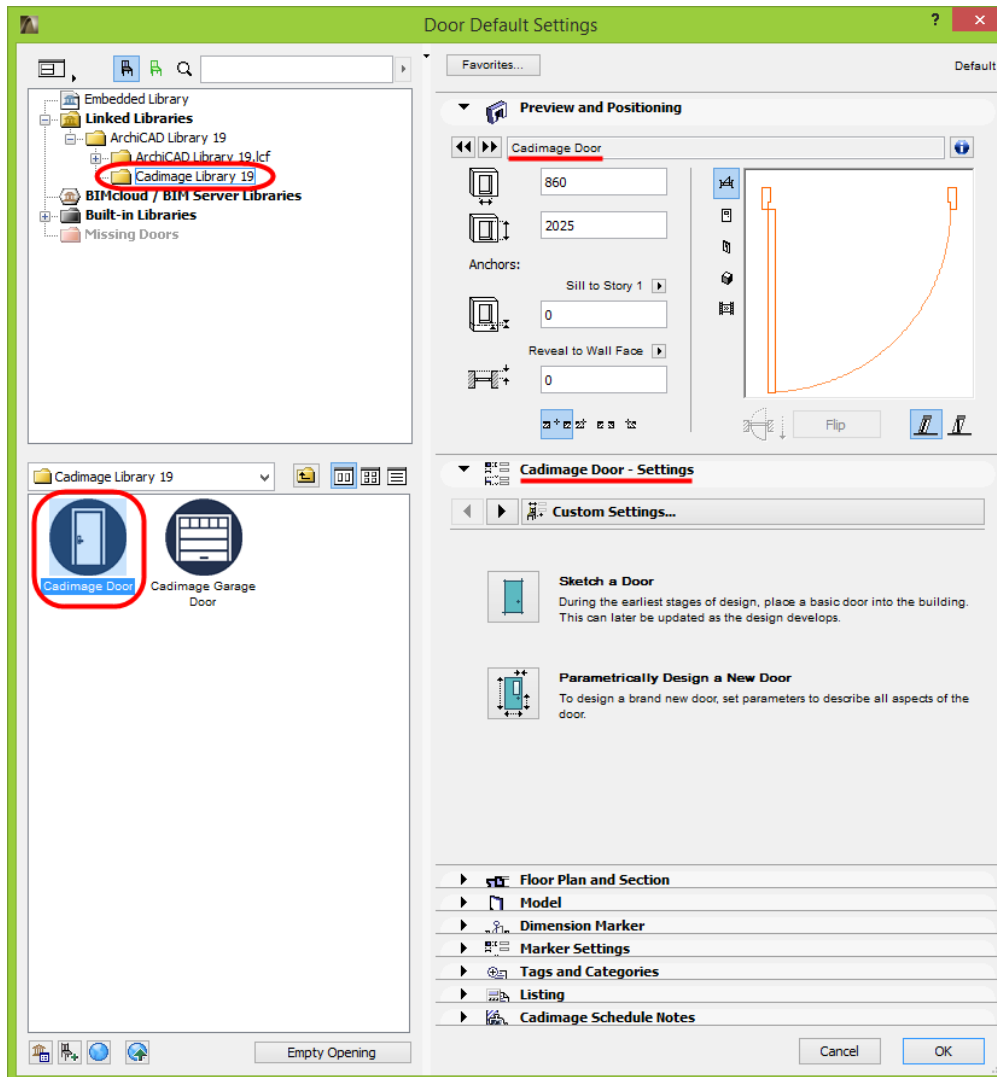 Door Default Settings
?
×
Embedded Library
Linked Libraries
ArchiCAD Library 19
ArchiCAD Library 19.lcf
Cadimage Library 19
BIMcloud / BIM Server Libraries
Built-in Libraries
Missing Doors
Cadimage Library 19
Cadimage Door
Cadimage Garage
Door
Empty Opening
Favorites...
Default
Preview and Positioning
Cadimage Door
860
2025
Anchors:
Sill to Story 1
0
Reveal to Wall Face
0
Flip
Cadimage Door - Settings
Custom Settings...
Sketch a Door
During the earliest stages of design, place a basic door into the building.
This can later be updated as the design develops.
Parametrically Design a New Door
To design a brand new door, set parameters to describe all aspects of the
door.
Floor Plan and Section
Model
Dimension Marker
Marker Settings
Tags and Categories
Listing
Cadimage Schedule Notes
Cancel
OK